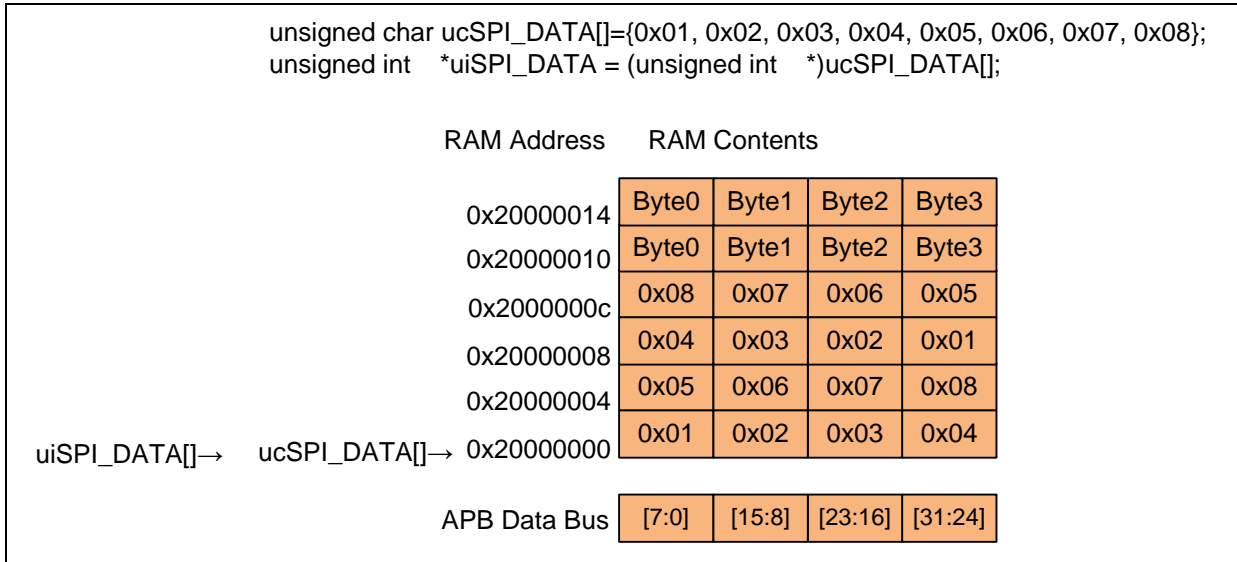 unsigned char ucSPI_DATA[]={0x01, 0x02, 0x03, 0x04, 0x05, 0x06, 0x07, 0x08};
unsigned int *uiSPI_DATA = (unsigned int *)ucSPI_DATA[];
RAM Address RAM Contents
0x20000014 Byte0 Byte1 Byte2 Byte3
0x20000010 Byte0 Byte1 Byte2 Byte3
0x2000000c 0x08 0x07 0x06 0x05
0x20000008 0x04 0x03 0x02 0x01
0x20000004 0x05 0x06 0x07 0x08
uiSPI_DATA[]→ ucSPI_DATA[]→ 0x20000000 0x01 0x02 0x03 0x04
APB Data Bus [7:0] [15:8] [23:16] [31:24]